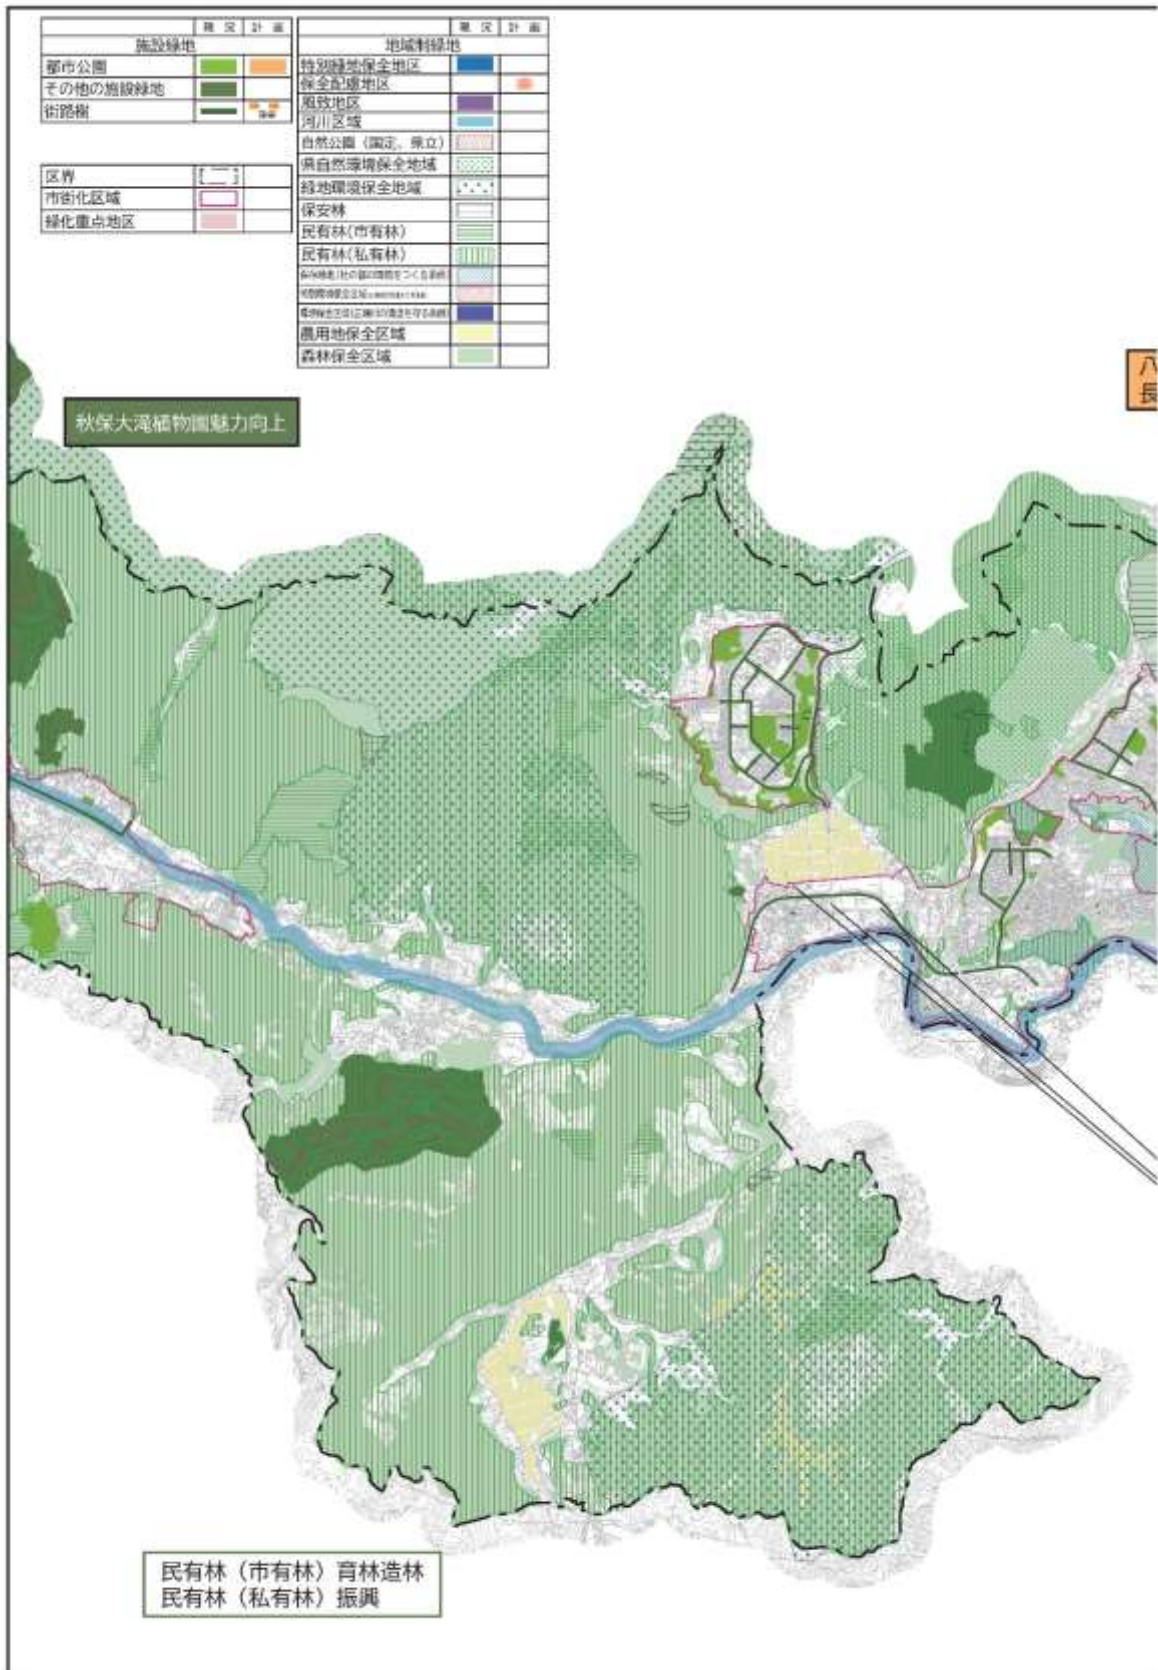 現況 計画
施設緑地
都市公園
その他の施設緑地
街路樹
区界
市街化区域
緑化重点地区
現況 計画
地域制緑地
特別緑地保全地区
保全配慮地区
風致地区
河川区域
自然公園（国定、県立）
県自然環境保全地域
緑地環境保全地域
保安林
民有林(市有林)
民有林(私有林)
農用地保全区域
森林保全区域
八
長
秋保大滝植物園魅力向上
民有林（市有林）育林造林
民有林（私有林）振興